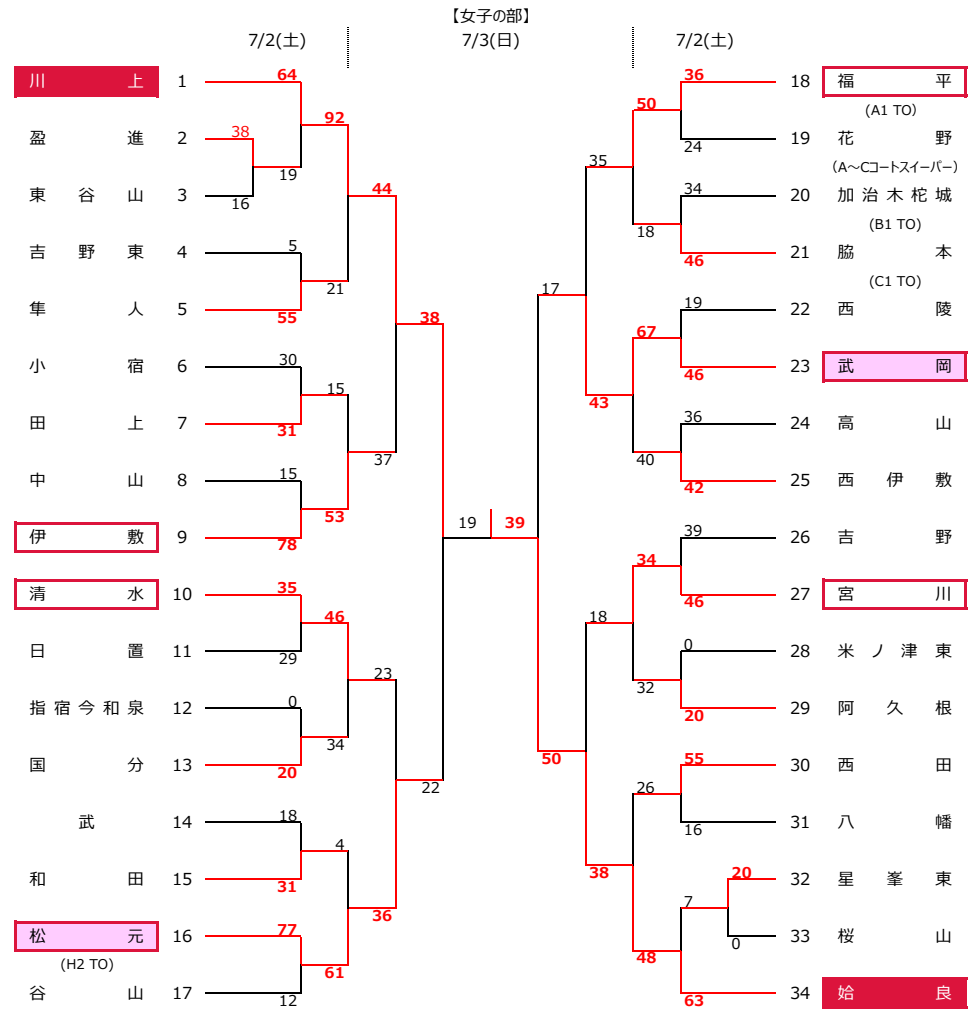 【女子の部】
7/2(土) 7/3(日) 7/2(土)
64 36
川上 1 18 福平
50 (A1 TO)
92
38
盈進 2 19 花野
24
35
19 (A～Cコートスイーパー)
44 34
東谷山 3 20 加治木柁城
16
(B1 TO)
18
5
吉野東 4 21 脇本
46
21 17 (C1 TO)
19
隼人 5 22 西陵
55
38 67
30
小宿 6 23 武岡
46
15 43
36
田上 7 24 高山
31
37 40
15
中山 8 25 西伊敷
42
53
19 39 39
伊敷 9 26 吉野
78
34
35
清水 10 27 宮川
46
46 18
0
日置 11 28 米ノ津東
29
23 32
0
指宿今和泉 12 29 阿久根
20
34
50 55
国分 13 30 西田
20
22 26
18
武 14 31 八幡
16
4
38 20
和田 15 32 星峯東
31
36 7
77
松元 16 33 桜山
0
(H2 TO)
61 48
谷山 17 34 姶良
12 63